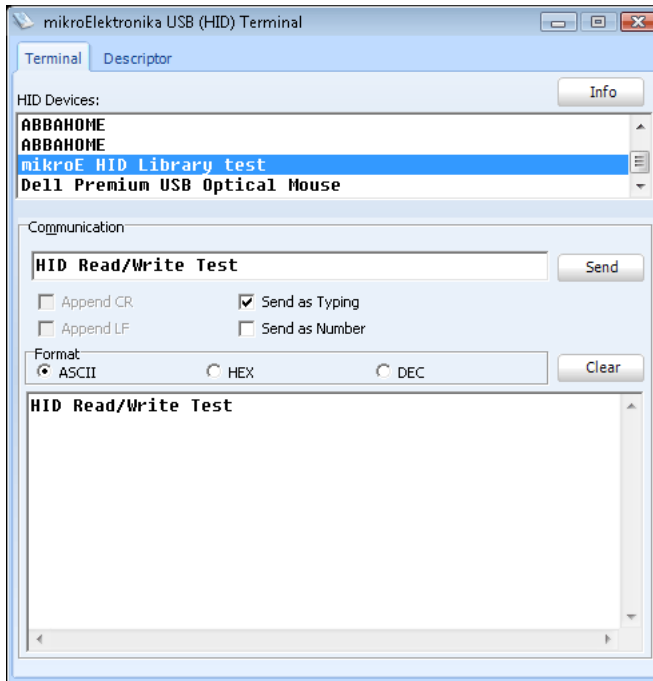 mikroElektronika USB (HID) Terminal
Terminal Descriptor
Info
HID Devices:
ABBAHOME
ABBAHOME
mikroE HID Library test
Dell Premium USB Optical Mouse
Communication
HID Read/Write Test Send
Append CR Send as Typing
Append LF Send as Number
Format
ASCII HEX DEC Clear
HID Read/Write Test